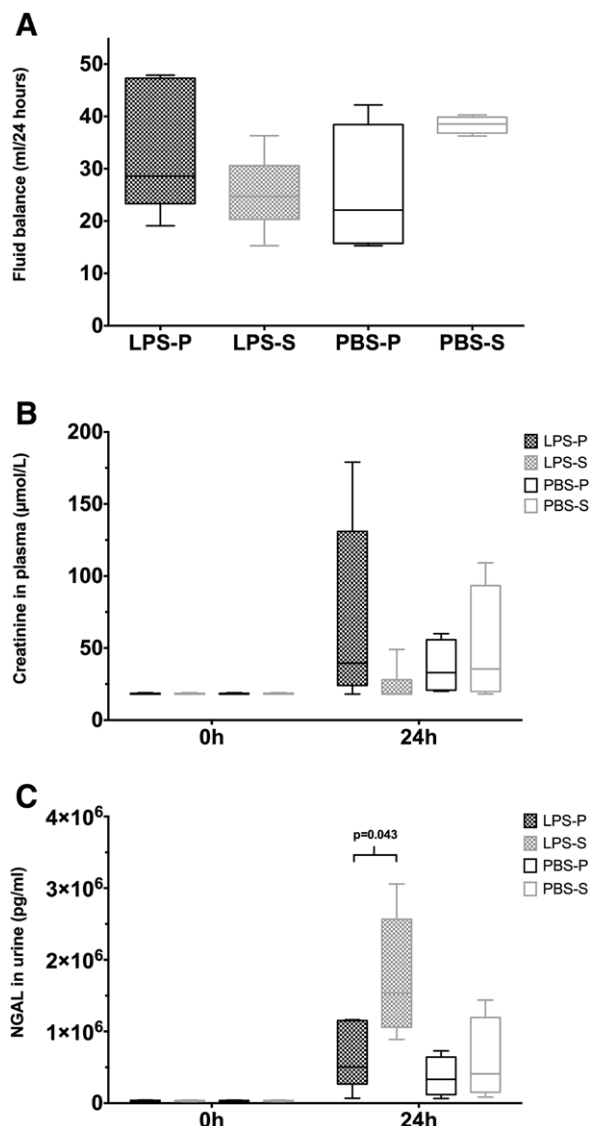 A
Fluid balance (ml/24 hours)
50
40
30
20
10
0
LPS-P LPS-S PBS-P PBS-S
B
Creatinine in plasma (µmol/L)
200
150
100
50
0
0h 24h
LPS-P
LPS-S
PBS-P
PBS-S
C
NGAL in urine (pg/ml)
4×10⁶
3×10⁶
2×10⁶
1×10⁶
0
p=0.043
0h 24h
LPS-P
LPS-S
PBS-P
PBS-S